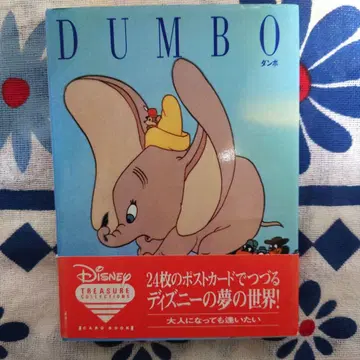 DUMBO
ダンボ
Disney
TREASURE
COLLECTIONS
CARD BOOK
24枚のポストカードでつづる
ディズニーの夢の世界!
大人になっても逢いたい